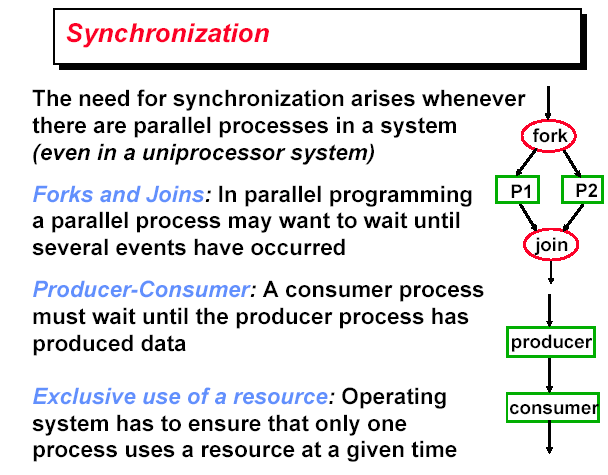 Synchronization
The need for synchronization arises whenever
there are parallel processes in a system
(even in a uniprocessor system)
Forks and Joins: In parallel programming
a parallel process may want to wait until
several events have occurred
Producer-Consumer: A consumer process
must wait until the producer process has
produced data
Exclusive use of a resource: Operating
system has to ensure that only one
process uses a resource at a given time
fork
P1 P2
join
producer
consumer